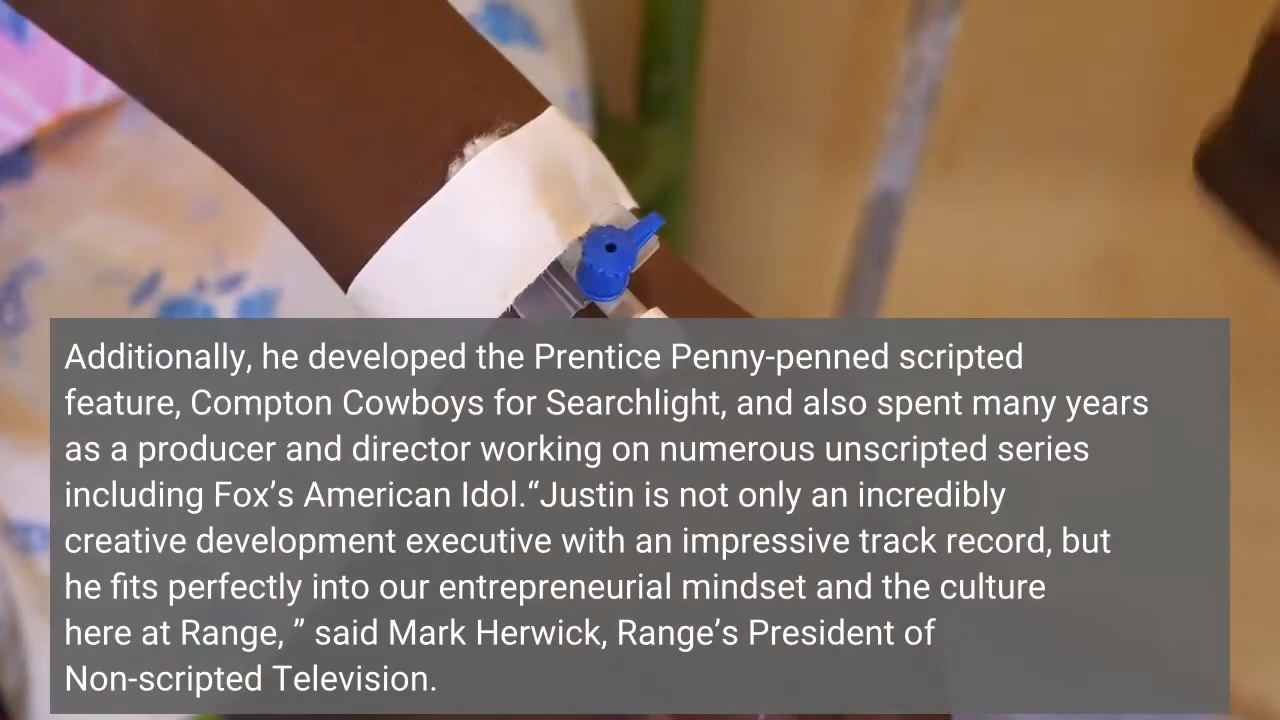 Additionally, he developed the Prentice Penny-penned scripted
feature, Compton Cowboys for Searchlight, and also spent many years
as a producer and director working on numerous unscripted series
including Fox’s American Idol.“Justin is not only an incredibly
creative development executive with an impressive track record, but
he fits perfectly into our entrepreneurial mindset and the culture
here at Range, ” said Mark Herwick, Range’s President of
Non-scripted Television.